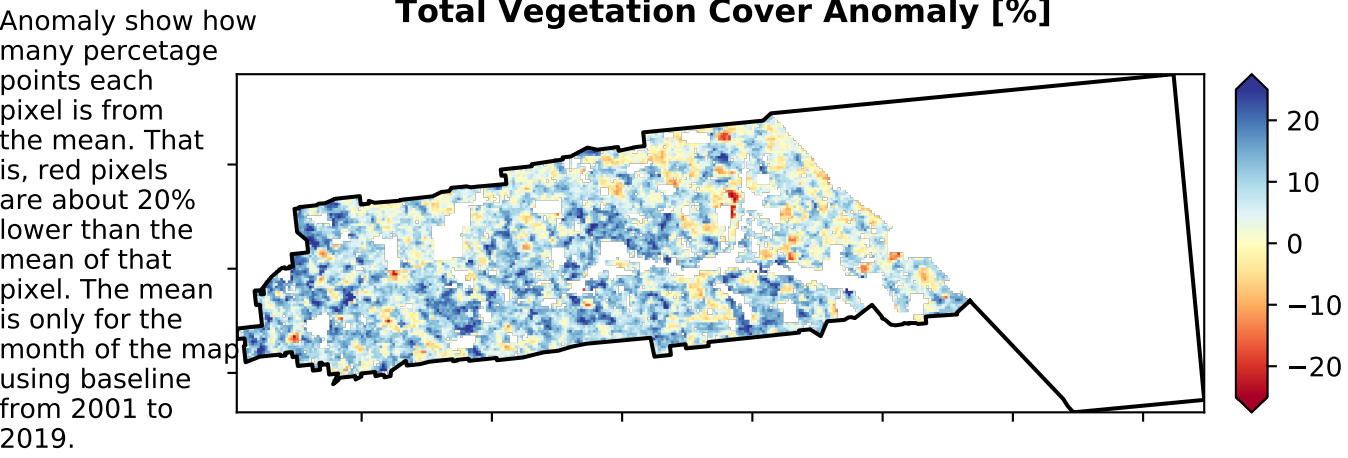 Total Vegetation Cover Anomaly [%]
Anomaly show how
many percetage
points each
pixel is from
the mean. That
is, red pixels
are about 20%
lower than the
mean of that
pixel. The mean
is only for the
month of the map
using baseline
from 2001 to
2019.
20
10
0
−10
−20